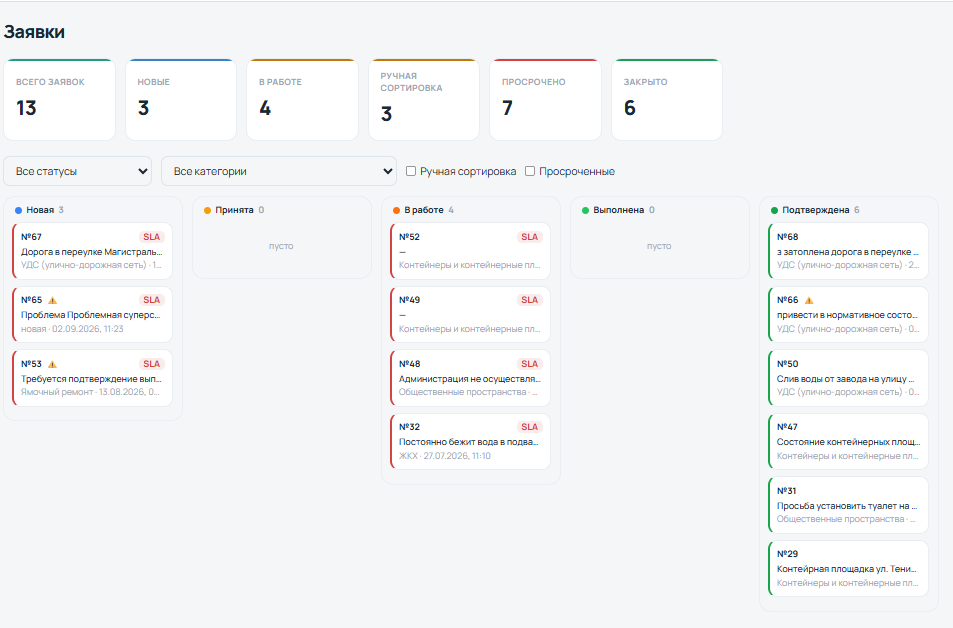 Заявки
ВСЕГО ЗАЯВОК
13
НОВЫЕ
3
В РАБОТЕ
4
РУЧНАЯ
СОРТИРОВКА
3
ПРОСРОЧЕНО
7
ЗАКРЫТО
6
Все статусы
Все категории
Ручная сортировка
Просроченные
Новая 3
№67 SLA
Дорога в переулке Магистраль...
УДС (улично-дорожная сеть) · 1...
№65 SLA
Проблема Проблемная суперс...
новая · 02.09.2026, 11:23
№53 SLA
Требуется подтверждение вып...
Ямочный ремонт · 13.08.2026, 0...
Принята 0
пусто
В работе 4
№52 SLA
—
Контейнеры и контейнерные пл...
№49 SLA
—
Контейнеры и контейнерные пл...
№48 SLA
Администрация не осуществля...
Общественные пространства · ...
№32 SLA
Постоянно бежит вода в подва...
ЖКХ · 27.07.2026, 11:10
Выполнена 0
пусто
Подтверждена 6
№68
з затоплена дорога в переулке ...
УДС (улично-дорожная сеть) · 2...
№66
привести в нормативное состо...
УДС (улично-дорожная сеть) · 0...
№50
Слив воды от завода на улицу ...
УДС (улично-дорожная сеть) · 0...
№47
Состояние контейнерных площ...
Контейнеры и контейнерные пл...
№31
Просьба установить туалет на ...
Общественные пространства · ...
№29
Контейрная площадка ул. Тени...
Контейнеры и контейнерные пл...